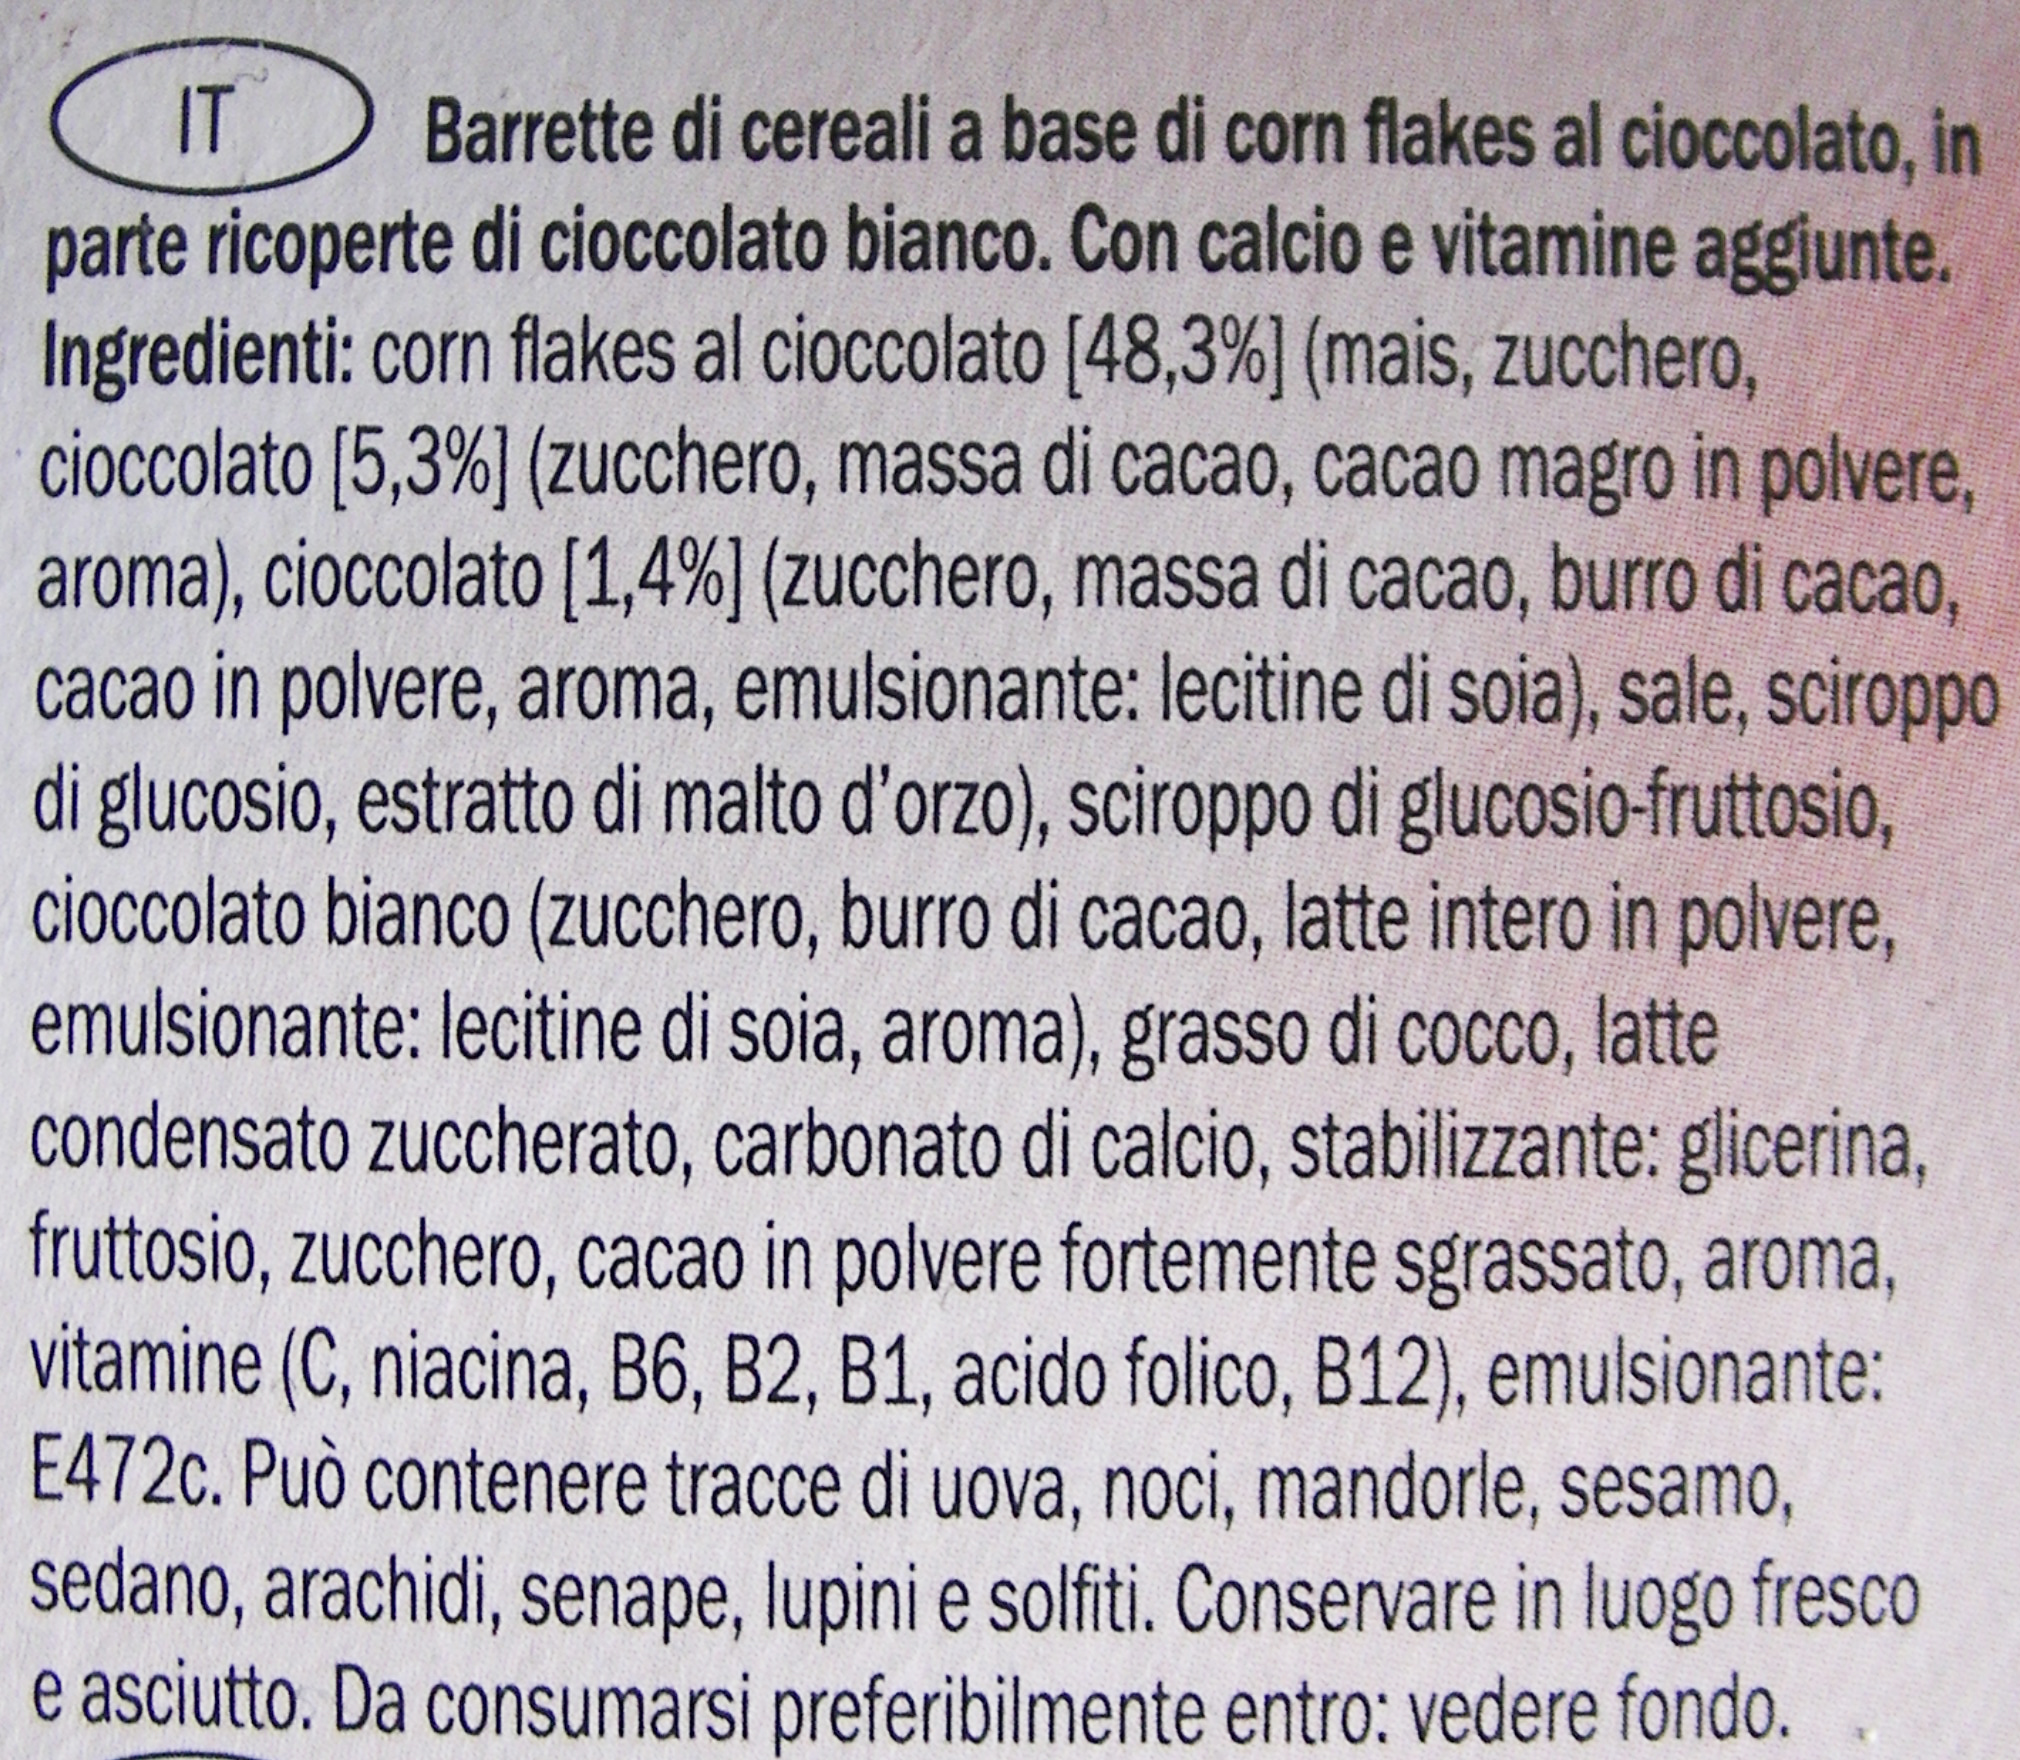 IT
Barrette di cereali a base di corn flakes al cioccolato, in
parte ricoperte di cioccolato bianco. Con calcio e vitamine aggiunte.
Ingredienti: corn flakes al cioccolato [48,3%] (mais, zucchero,
cioccolato [5,3%] (zucchero, massa di cacao, cacao magro in polvere,
aroma), cioccolato [1,4%] (zucchero, massa di cacao, burro di cacao,
cacao in polvere, aroma, emulsionante: lecitine di soia), sale, sciroppo
di glucosio, estratto di malto d'orzo), sciroppo di glucosio-fruttosio,
cioccolato bianco (zucchero, burro di cacao, latte intero in polvere,
emulsionante: lecitine di soia, aroma), grasso di cocco, latte
condensato zuccherato, carbonato di calcio, stabilizzante: glicerina,
fruttosio, zucchero, cacao in polvere fortemente sgrassato, aroma,
vitamine (C, niacina, B6, B2, B1, acido folico, B12), emulsionante:
E472c. Può contenere tracce di uova, noci, mandorle, sesamo,
sedano, arachidi, senape, lupini e solfiti. Conservare in luogo fresco
e asciutto. Da consumarsi preferibilmente entro: vedere fondo.